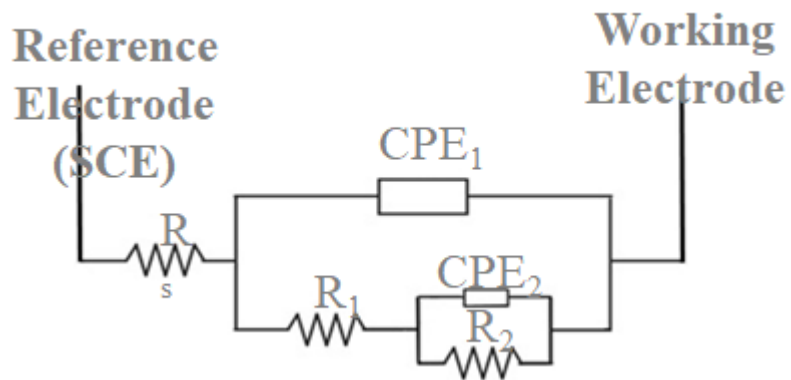 Reference
Electrode
(SCE)
Working
Electrode
CPE₁
R
s
R₁
CPE₂
R₂